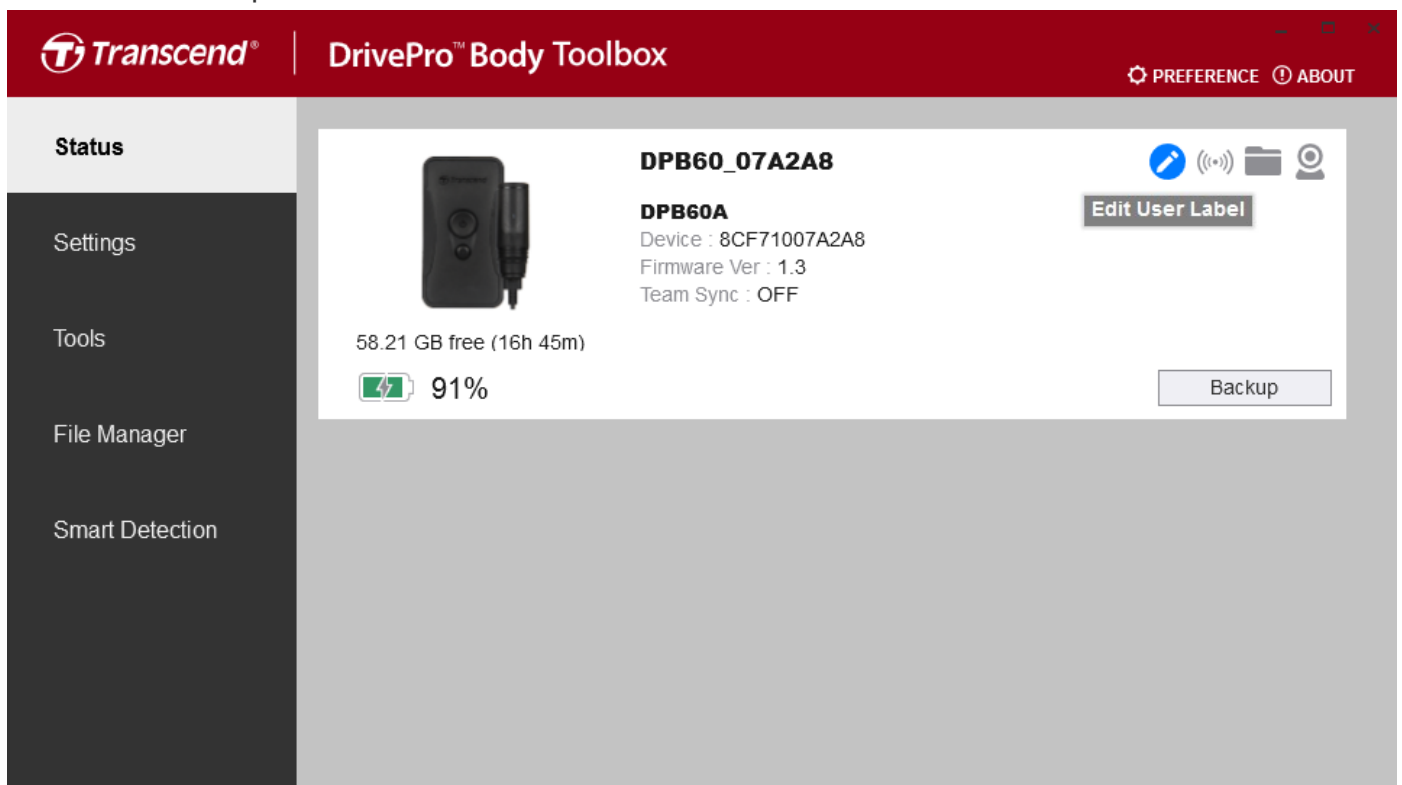 Transcend®
DrivePro™ Body Toolbox
PREFERENCE ABOUT
Status
Settings
Tools
File Manager
Smart Detection
DPB60_07A2A8
Edit User Label
DPB60A
Device : 8CF71007A2A8
Firmware Ver : 1.3
Team Sync : OFF
58.21 GB free (16h 45m)
91%
Backup